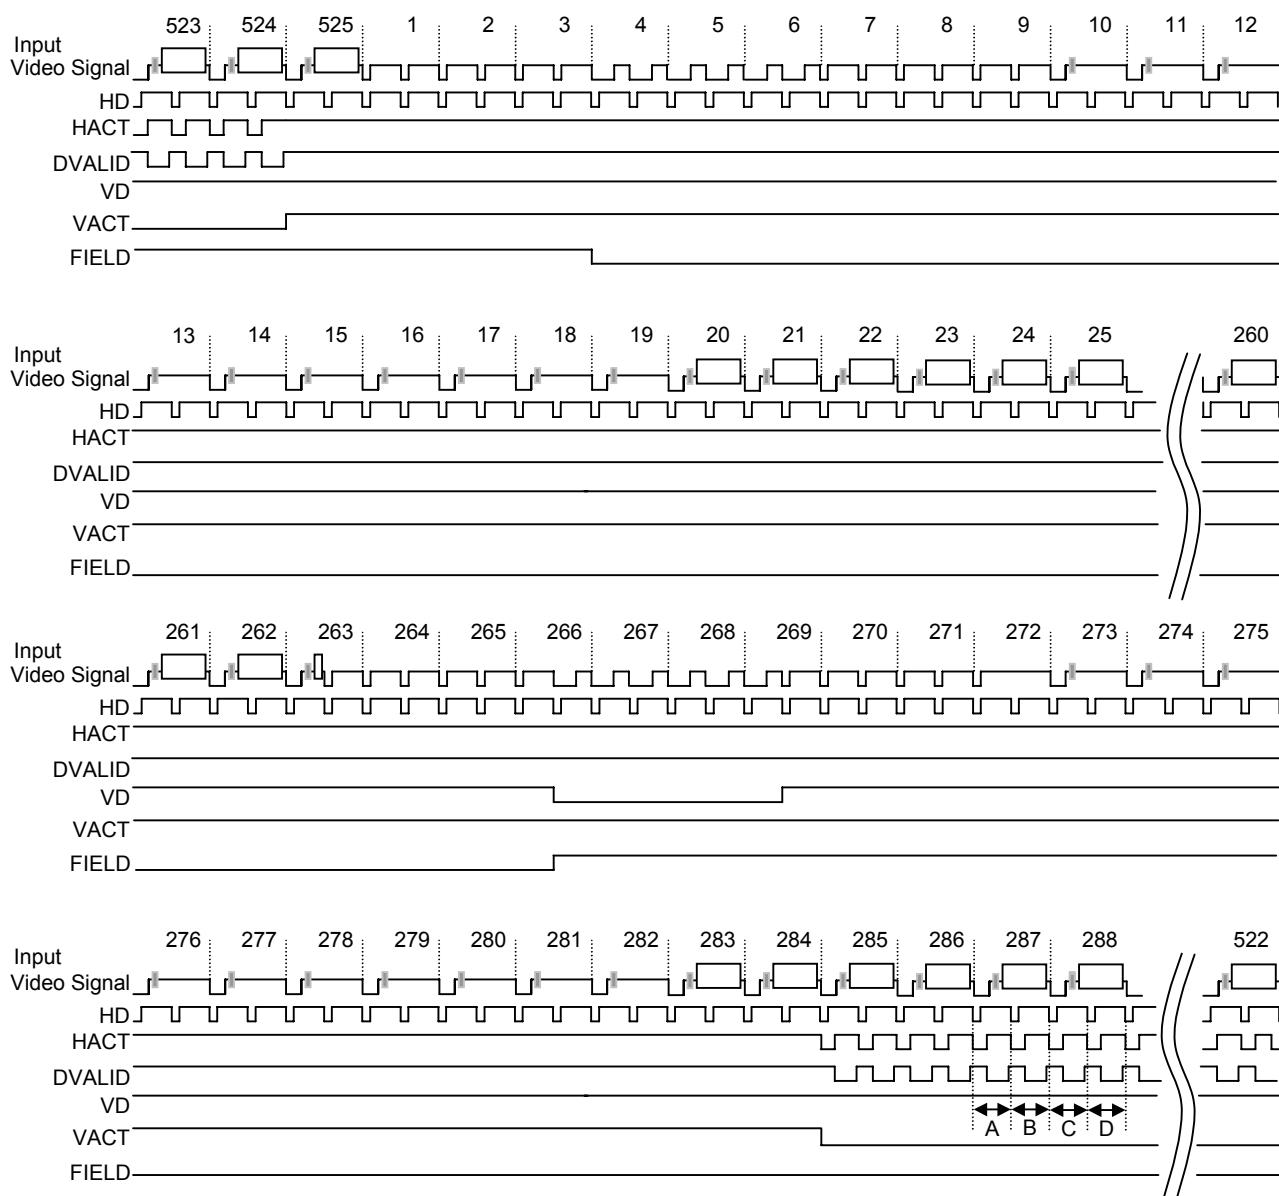 523 524 525 1 2 3 4 5 6 7 8 9 10 11 12
Input
Video Signal
HD
HACT
DVALID
VD
VACT
FIELD
13 14 15 16 17 18 19 20 21 22 23 24 25 260
Input
Video Signal
HD
HACT
DVALID
VD
VACT
FIELD
261 262 263 264 265 266 267 268 269 270 271 272 273 274 275
Input
Video Signal
HD
HACT
DVALID
VD
VACT
FIELD
276 277 278 279 280 281 282 283 284 285 286 287 288 522
Input
Video Signal
HD
HACT
DVALID
VD
A B C D
VACT
FIELD